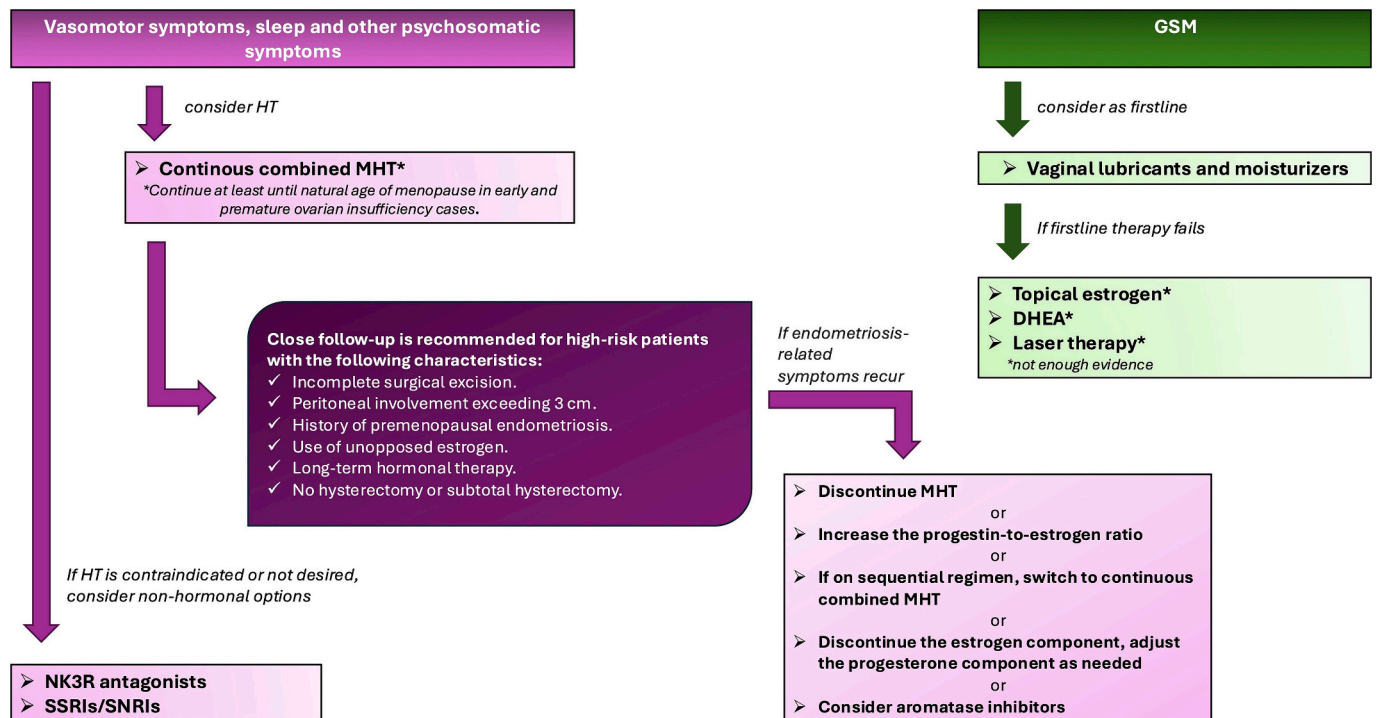 Vasomotor symptoms, sleep and other psychosomatic
symptoms
consider HT
➢ Continous combined MHT*
*Continue at least until natural age of menopause in early and
premature ovarian insufficiency cases.
Close follow-up is recommended for high-risk patients
with the following characteristics:
✓ Incomplete surgical excision.
✓ Peritoneal involvement exceeding 3 cm.
✓ History of premenopausal endometriosis.
✓ Use of unopposed estrogen.
✓ Long-term hormonal therapy.
✓ No hysterectomy or subtotal hysterectomy.
If endometriosis-
related
symptoms recur
➢ Discontinue MHT
or
➢ Increase the progestin-to-estrogen ratio
or
➢ If on sequential regimen, switch to continuous
combined MHT
or
➢ Discontinue the estrogen component, adjust
the progesterone component as needed
or
➢ Consider aromatase inhibitors
If HT is contraindicated or not desired,
consider non-hormonal options
➢ NK3R antagonists
➢ SSRIs/SNRIs
GSM
consider as firstline
➢ Vaginal lubricants and moisturizers
If firstline therapy fails
➢ Topical estrogen*
➢ DHEA*
➢ Laser therapy*
*not enough evidence